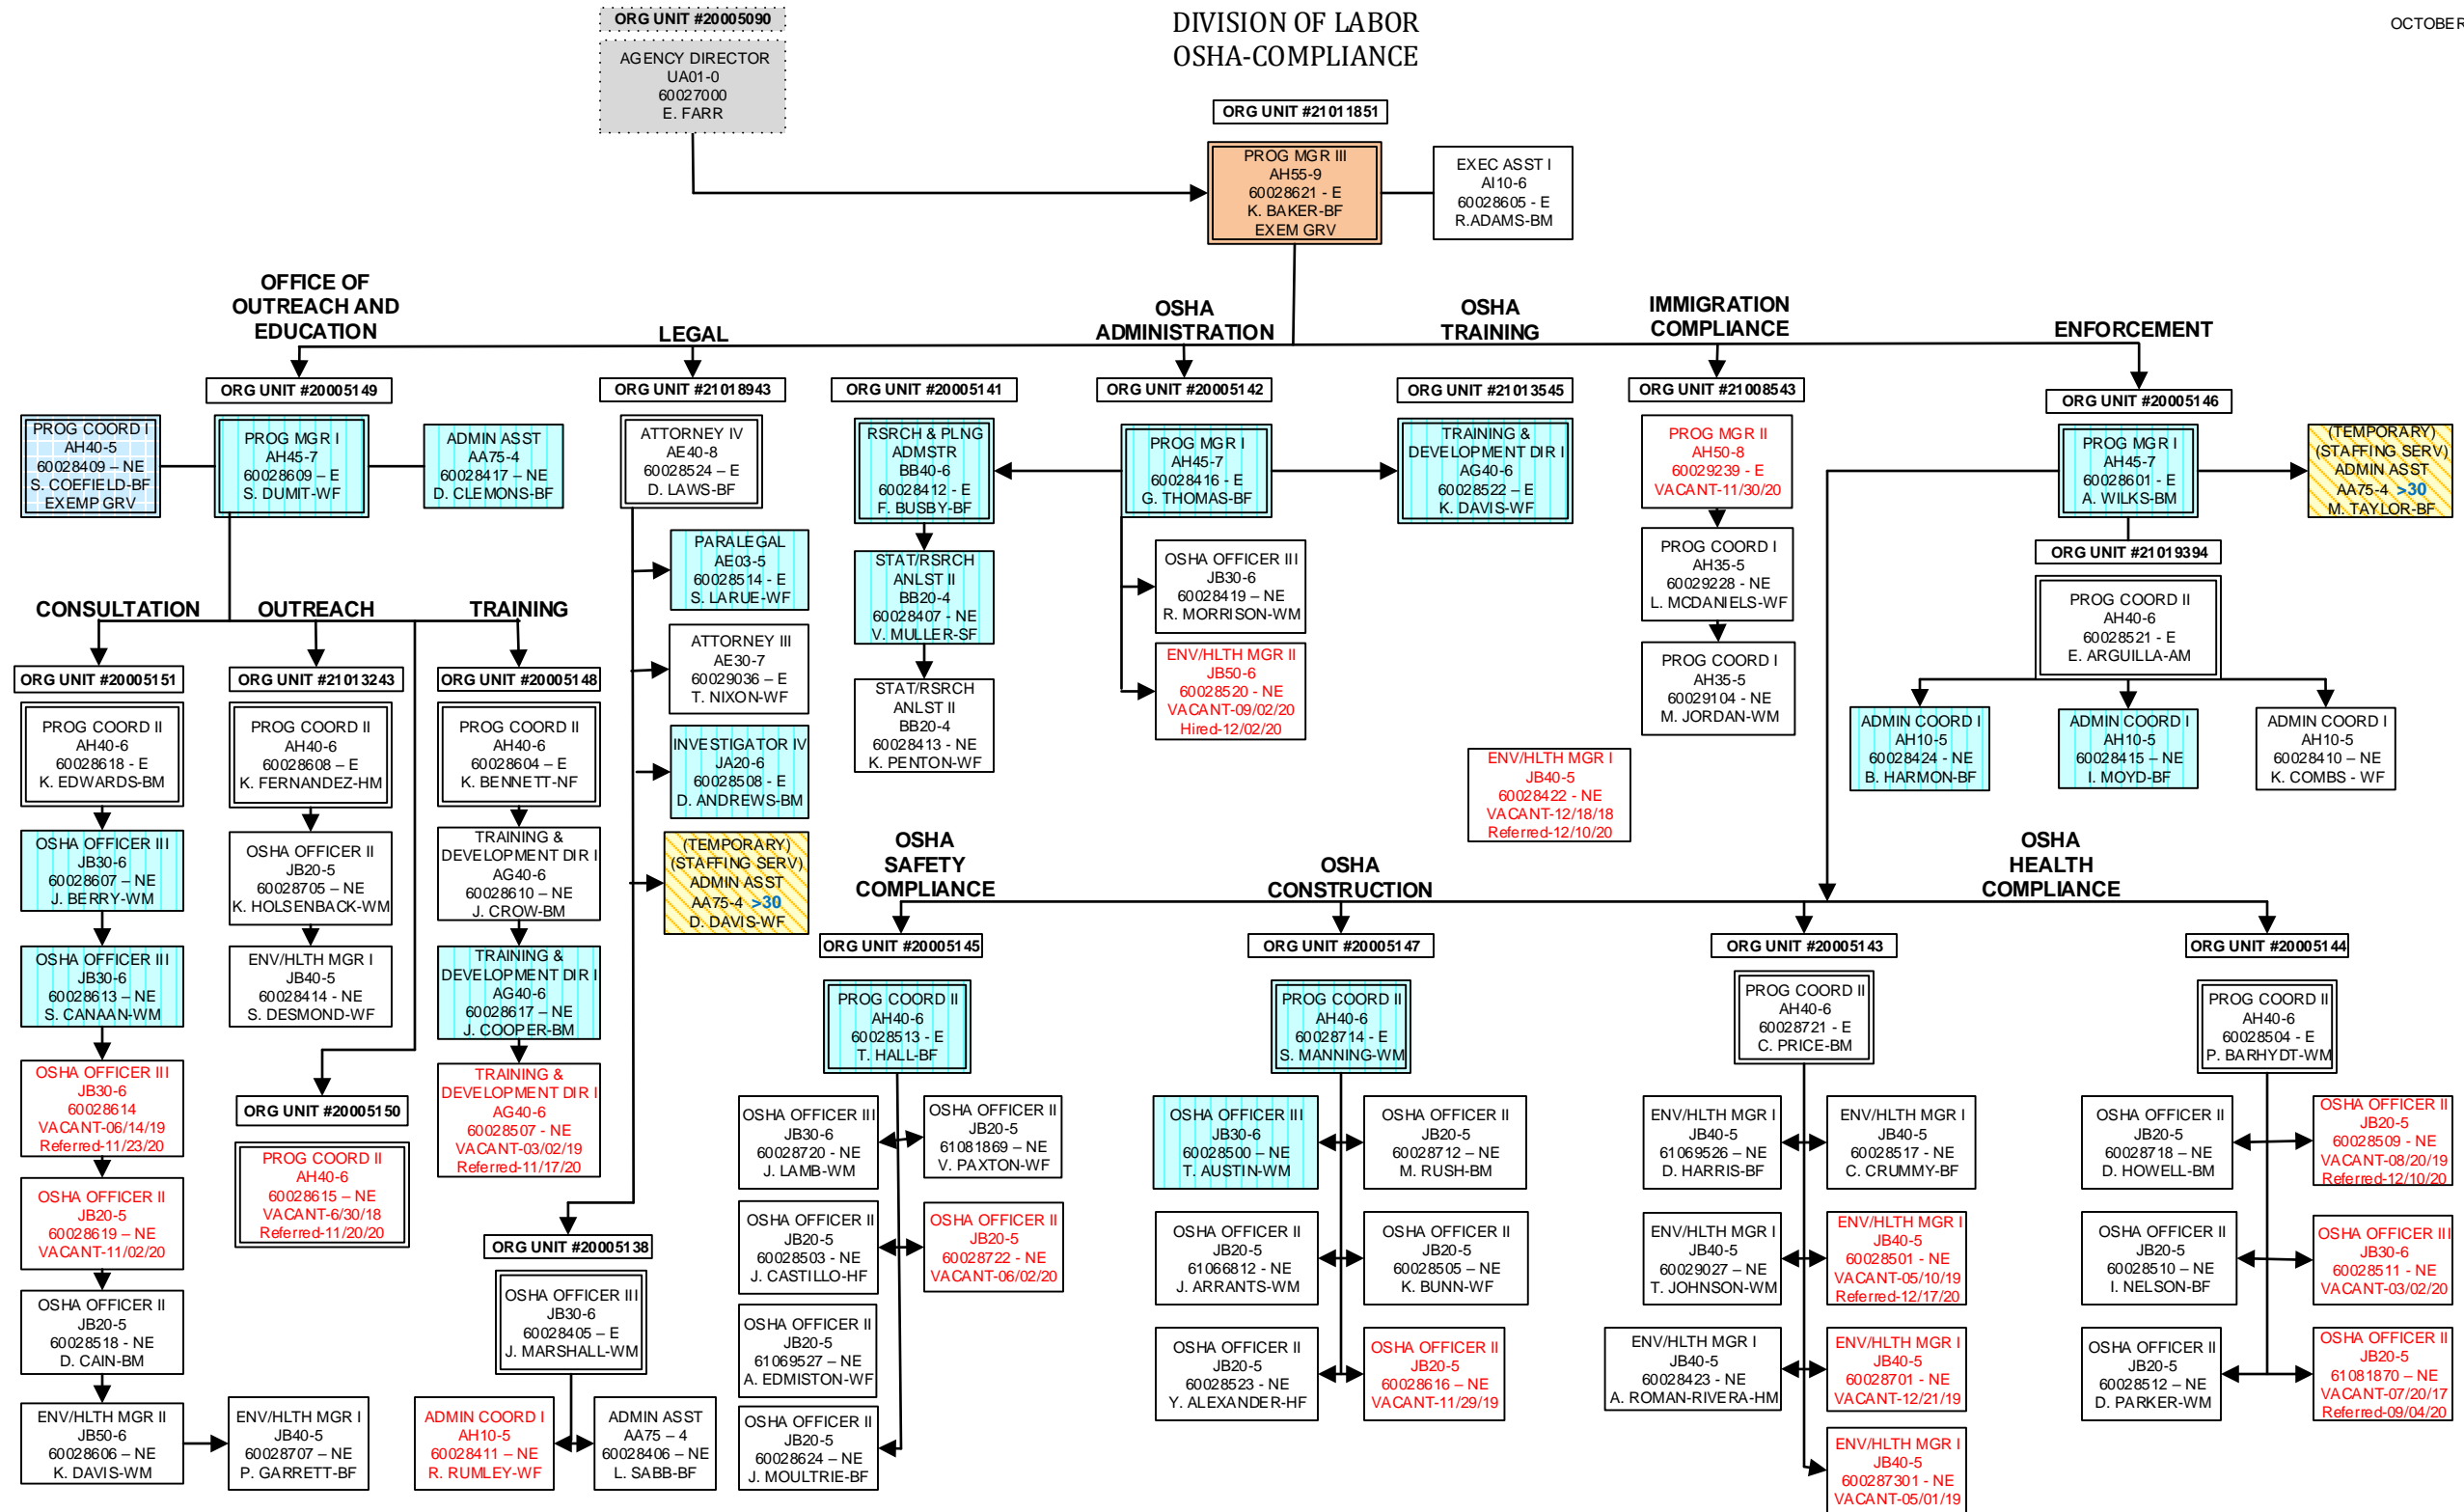 ORG UNIT #20005090
AGENCY DIRECTOR
UA01-0
60027000
E. FARR
DIVISION OF LABOR
OSHA-COMPLIANCE
OCTOBER
ORG UNIT #21011851
PROG MGR III
AH55-9
60028621 - E
K. BAKER-BF
EXEM GRV
EXEC ASST I
AI10-6
60028605 - E
R.ADAMS-BM
OFFICE OF
OUTREACH AND
EDUCATION
LEGAL
OSHA
ADMINISTRATION
OSHA
TRAINING
IMMIGRATION
COMPLIANCE
ENFORCEMENT
ORG UNIT #20005149
ORG UNIT #21018943
ORG UNIT #20005141
ORG UNIT #20005142
ORG UNIT #21013545
ORG UNIT #21008543
ORG UNIT #20005146
PROG COORD I
AH40-5
60028409 – NE
S. COEFIELD-BF
EXEMP GRV
PROG MGR I
AH45-7
60028609 – E
S. DUMIT-WF
ADMIN ASST
AA75-4
60028417 – NE
D. CLEMONS-BF
ATTORNEY IV
AE40-8
60028524 – E
D. LAWS-BF
RSRCH & PLNG
ADMSTR
BB40-6
60028412 - E
F. BUSBY-BF
PROG MGR I
AH45-7
60028416 – E
G. THOMAS-BF
TRAINING &
DEVELOPMENT DIR I
AG40-6
60028522 – E
K. DAVIS-WF
PROG MGR II
AH50-8
60029239 - E
VACANT-11/30/20
PROG MGR I
AH45-7
60028601 - E
A. WILKS-BM
(TEMPORARY)
(STAFFING SERV)
ADMIN ASST
AA75-4 >30
M. TAYLOR-BF
PARALEGAL
AE03-5
60028514 - E
S. LARUE-WF
ATTORNEY III
AE30-7
60029036 – E
T. NIXON-WF
INVESTIGATOR IV
JA20-6
60028508 - E
D. ANDREWS-BM
(TEMPORARY)
(STAFFING SERV)
ADMIN ASST
AA75-4 >30
D. DAVIS-WF
STAT/RSRCH
ANLST II
BB20-4
60028407 - NE
V. MULLER-SF
STAT/RSRCH
ANLST II
BB20-4
60028413 - NE
K. PENTON-WF
OSHA OFFICER III
JB30-6
60028419 – NE
R. MORRISON-WM
ENV/HLTH MGR II
JB50-6
60028520 - NE
VACANT-09/02/20
Hired-12/02/20
PROG COORD I
AH35-5
60029228 - NE
L. MCDANIELS-WF
PROG COORD I
AH35-5
60029104 - NE
M. JORDAN-WM
ENV/HLTH MGR I
JB40-5
60028422 - NE
VACANT-12/18/18
Referred-12/10/20
ORG UNIT #21019394
PROG COORD II
AH40-6
60028521 - E
E. ARGUILLA-AM
ADMIN COORD I
AH10-5
60028424 - NE
B. HARMON-BF
ADMIN COORD I
AH10-5
60028415 – NE
I. MOYD-BF
ADMIN COORD I
AH10-5
60028410 – NE
K. COMBS - WF
CONSULTATION
OUTREACH
TRAINING
ORG UNIT #20005151
ORG UNIT #21013243
ORG UNIT #20005148
PROG COORD II
AH40-6
60028618 - E
K. EDWARDS-BM
OSHA OFFICER III
JB30-6
60028607 – NE
J. BERRY-WM
OSHA OFFICER III
JB30-6
60028613 – NE
S. CANAAN-WM
OSHA OFFICER III
JB30-6
60028614
VACANT-06/14/19
Referred-11/23/20
OSHA OFFICER II
JB20-5
60028619 – NE
VACANT-11/02/20
OSHA OFFICER II
JB20-5
60028518 - NE
D. CAIN-BM
ENV/HLTH MGR II
JB50-6
60028606 – NE
K. DAVIS-WM
ENV/HLTH MGR I
JB40-5
60028707 – NE
P. GARRETT-BF
PROG COORD II
AH40-6
60028608 – E
K. FERNANDEZ-HM
OSHA OFFICER II
JB20-5
60028705 – NE
K. HOLSENBACK-WM
ENV/HLTH MGR I
JB40-5
60028414 - NE
S. DESMOND-WF
ORG UNIT #20005150
PROG COORD II
AH40-6
60028615 – NE
VACANT-6/30/18
Referred-11/20/20
PROG COORD II
AH40-6
60028604 – E
K. BENNETT-NF
TRAINING &
DEVELOPMENT DIR I
AG40-6
60028610 – NE
J. CROW-BM
TRAINING &
DEVELOPMENT DIR I
AG40-6
60028617 – NE
J. COOPER-BM
TRAINING &
DEVELOPMENT DIR I
AG40-6
60028507 - NE
VACANT-03/02/19
Referred-11/17/20
ORG UNIT #20005138
OSHA OFFICER III
JB30-6
60028405 – E
J. MARSHALL-WM
ADMIN COORD I
AH10-5
60028411 – NE
R. RUMLEY-WF
ADMIN ASST
AA75 – 4
60028406 – NE
L. SABB-BF
OSHA
SAFETY
COMPLIANCE
OSHA
CONSTRUCTION
OSHA
HEALTH
COMPLIANCE
ORG UNIT #20005145
ORG UNIT #20005147
ORG UNIT #20005143
ORG UNIT #20005144
PROG COORD II
AH40-6
60028513 - E
T. HALL-BF
OSHA OFFICER III
JB30-6
60028720 - NE
J. LAMB-WM
OSHA OFFICER II
JB20-5
61081869 – NE
V. PAXTON-WF
OSHA OFFICER II
JB20-5
60028503 - NE
J. CASTILLO-HF
OSHA OFFICER II
JB20-5
60028722 - NE
VACANT-06/02/20
OSHA OFFICER II
JB20-5
61069527 – NE
A. EDMISTON-WF
OSHA OFFICER II
JB20-5
60028624 – NE
J. MOULTRIE-BF
PROG COORD II
AH40-6
60028714 - E
S. MANNING-WM
OSHA OFFICER III
JB30-6
60028500 – NE
T. AUSTIN-WM
OSHA OFFICER II
JB20-5
60028712 – NE
M. RUSH-BM
OSHA OFFICER II
JB20-5
61066812 – NE
J. ARRANTS-WM
OSHA OFFICER II
JB20-5
60028505 – NE
K. BUNN-WF
OSHA OFFICER II
JB20-5
60028523 - NE
Y. ALEXANDER-HF
OSHA OFFICER II
JB20-5
60028616 – NE
VACANT-11/29/19
PROG COORD II
AH40-6
60028721 - E
C. PRICE-BM
ENV/HLTH MGR I
JB40-5
61069526 – NE
D. HARRIS-BF
ENV/HLTH MGR I
JB40-5
60028517 - NE
C. CRUMMY-BF
ENV/HLTH MGR I
JB40-5
60029027 – NE
T. JOHNSON-WM
ENV/HLTH MGR I
JB40-5
60028501 - NE
VACANT-05/10/19
Referred-12/17/20
ENV/HLTH MGR I
JB40-5
60028423 - NE
A. ROMAN-RIVERA-HM
ENV/HLTH MGR I
JB40-5
60028701 - NE
VACANT-12/21/19
ENV/HLTH MGR I
JB40-5
600287301 - NE
VACANT-05/01/19
PROG COORD II
AH40-6
60028504 - E
P. BARHYDT-WM
OSHA OFFICER II
JB20-5
60028718 – NE
D. HOWELL-BM
OSHA OFFICER II
JB20-5
60028509 - NE
VACANT-08/20/19
Referred-12/10/20
OSHA OFFICER II
JB20-5
60028510 – NE
I. NELSON-BF
OSHA OFFICER III
JB30-6
60028511 - NE
VACANT-03/02/20
OSHA OFFICER II
JB20-5
60028512 – NE
D. PARKER-WM
OSHA OFFICER II
JB20-5
61081870 – NE
VACANT-07/20/17
Referred-09/04/20